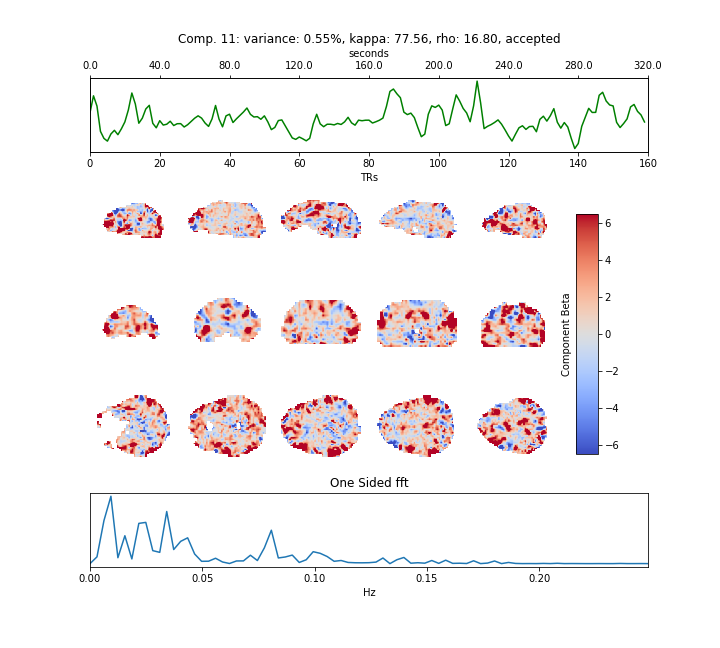 Comp. 11: variance: 0.55%, kappa: 77.56, rho: 16.80, accepted
seconds
0.0 40.0 80.0 120.0 160.0 200.0 240.0 280.0 320.0
0 20 40 60 80 100 120 140 160
TRs
6
4
2
0
−2
−4
−6
Component Beta
One Sided fft
0.00 0.05 0.10 0.15 0.20
Hz